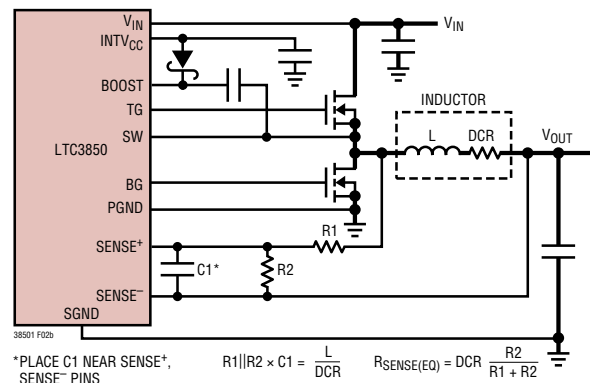 VIN
VIN
INTVCC
BOOST
INDUCTOR
TG
L
DCR
VOUT
SW
LTC3850
BG
PGND
R1
SENSE+
C1*
R2
SENSE–
SGND
38501 F02b
*PLACE C1 NEAR SENSE+,
SENSE– PINS
R1||R2 × C1 = L
DCR
RSENSE(EQ) = DCR R2
R1 + R2